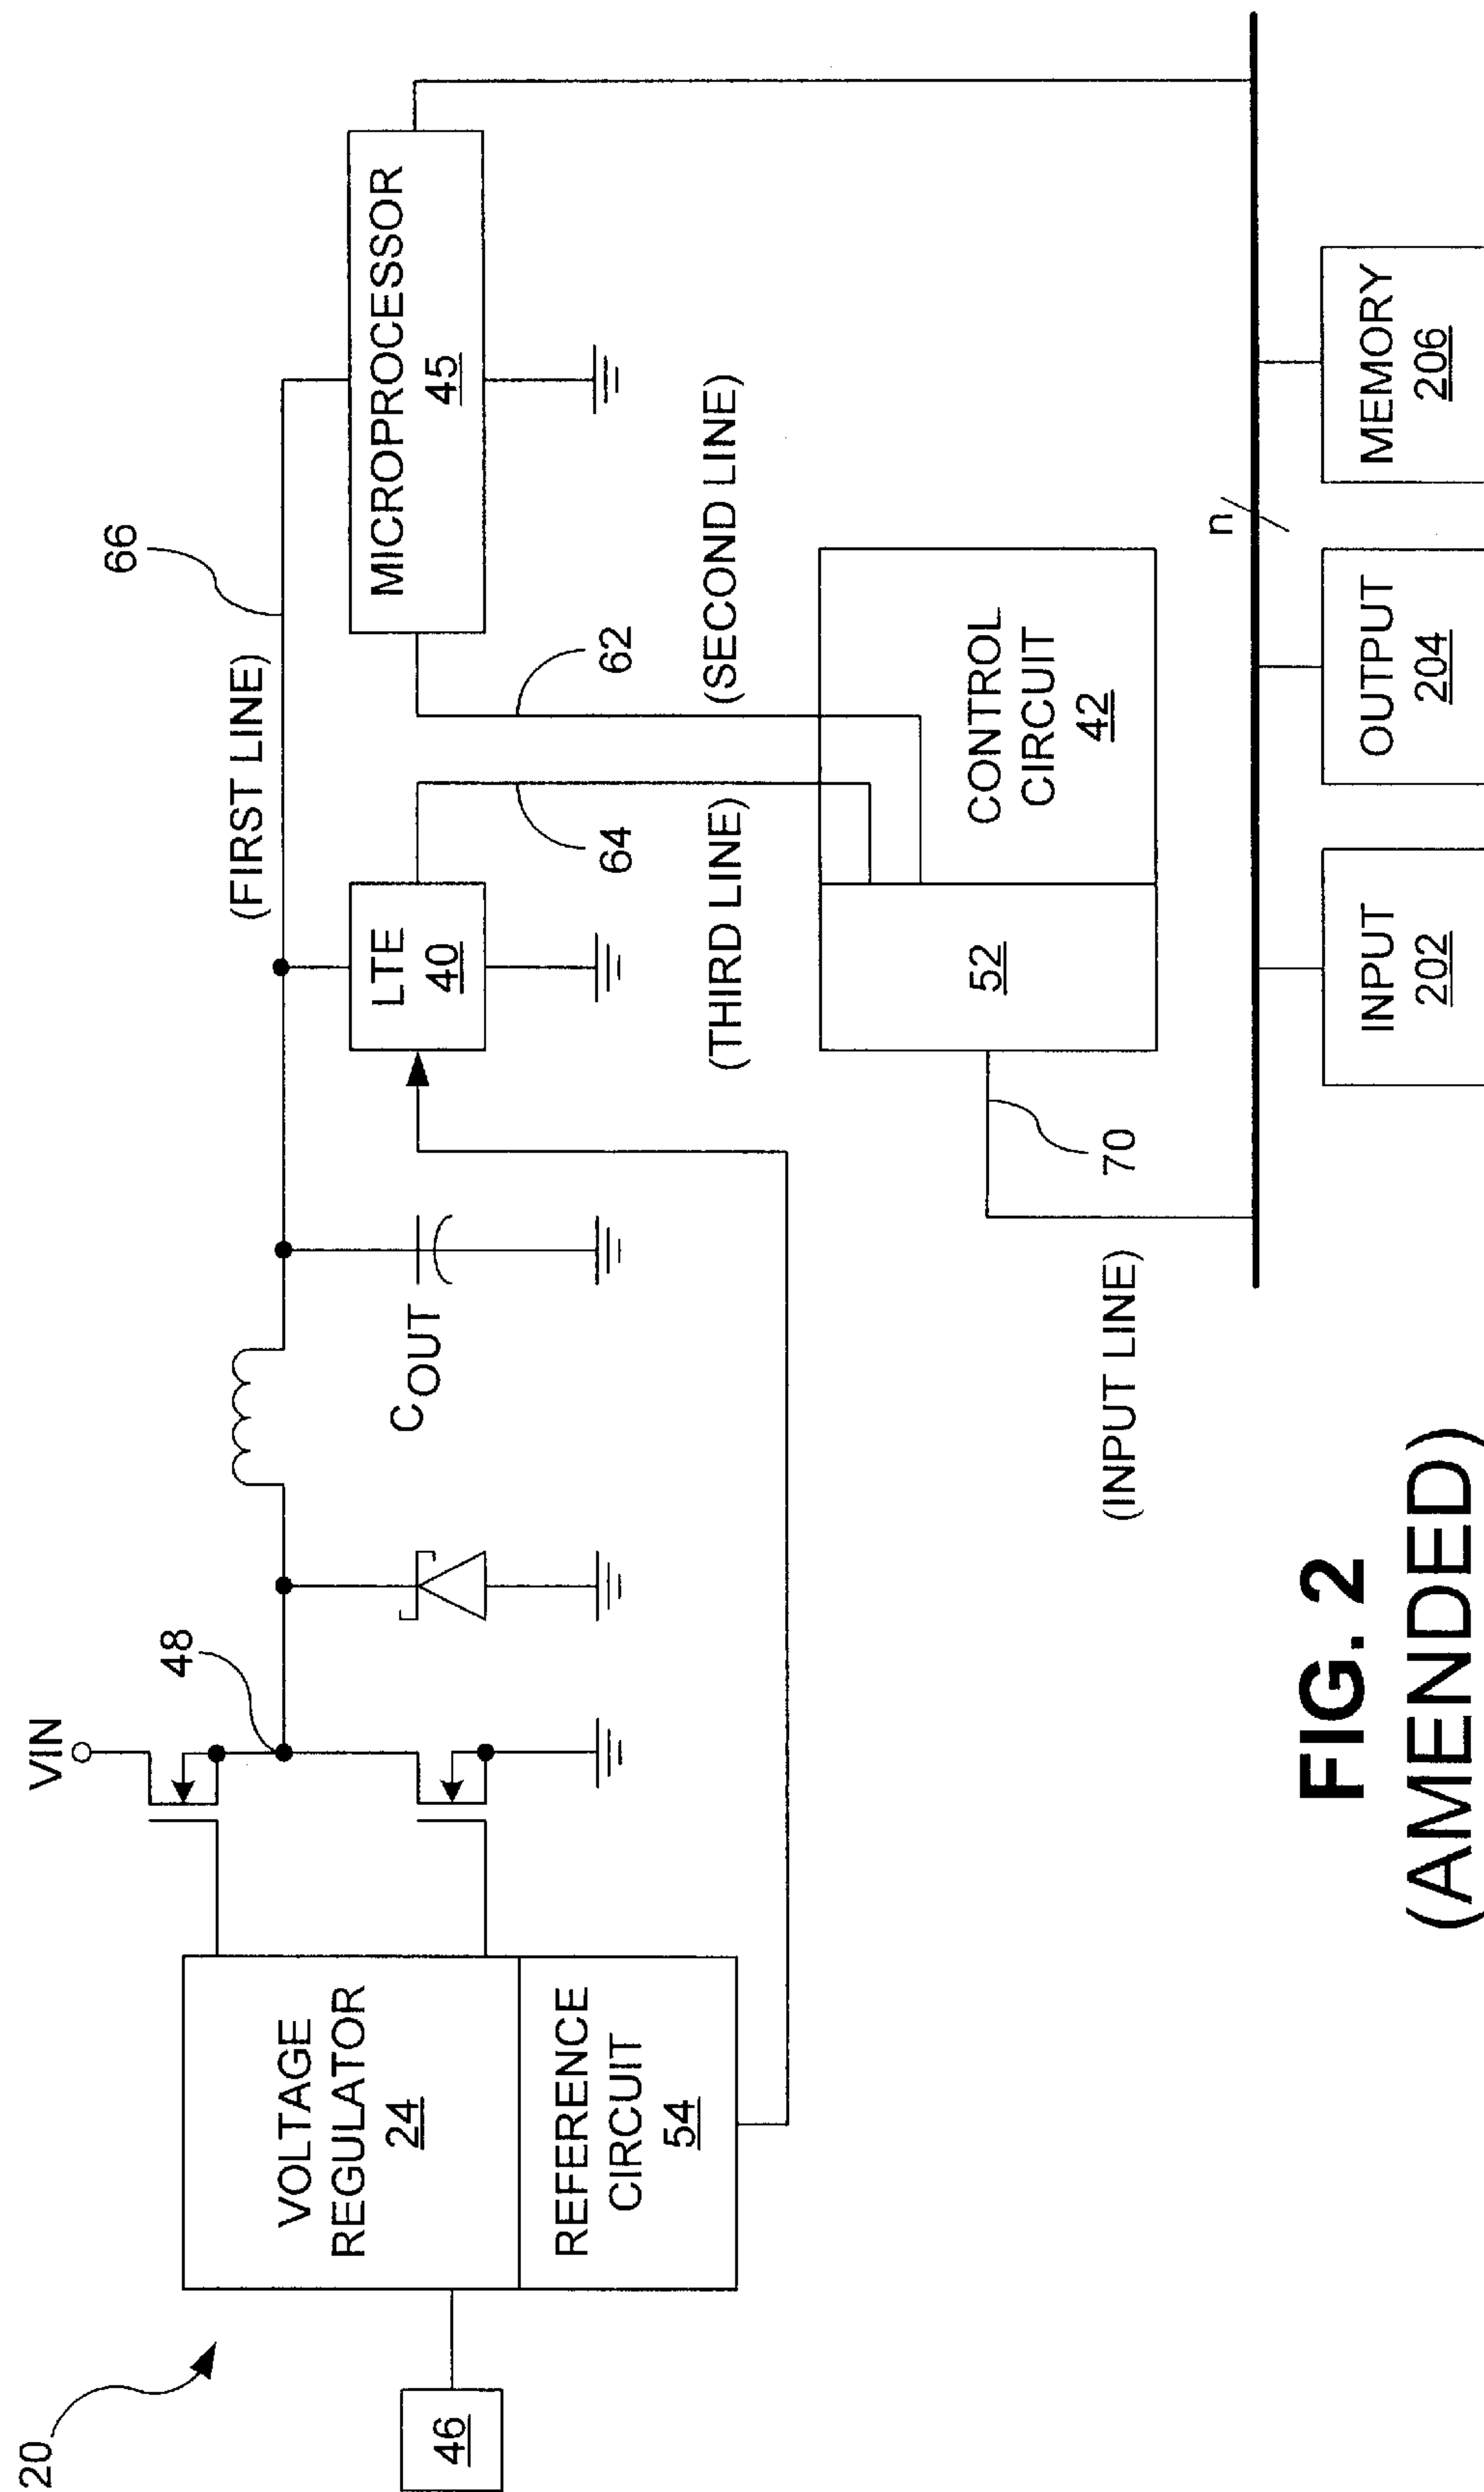 20
46
VOLTAGE
REGULATOR
24
REFERENCE
CIRCUIT
54
VIN
48
COUT
(FIRST LINE)
66
LTE
40
MICROPROCESSOR
45
64
(THIRD LINE)
62
(SECOND LINE)
52
CONTROL
CIRCUIT
42
70
(INPUT LINE)
n
INPUT
202
OUTPUT
204
MEMORY
206
FIG. 2
(AMENDED)